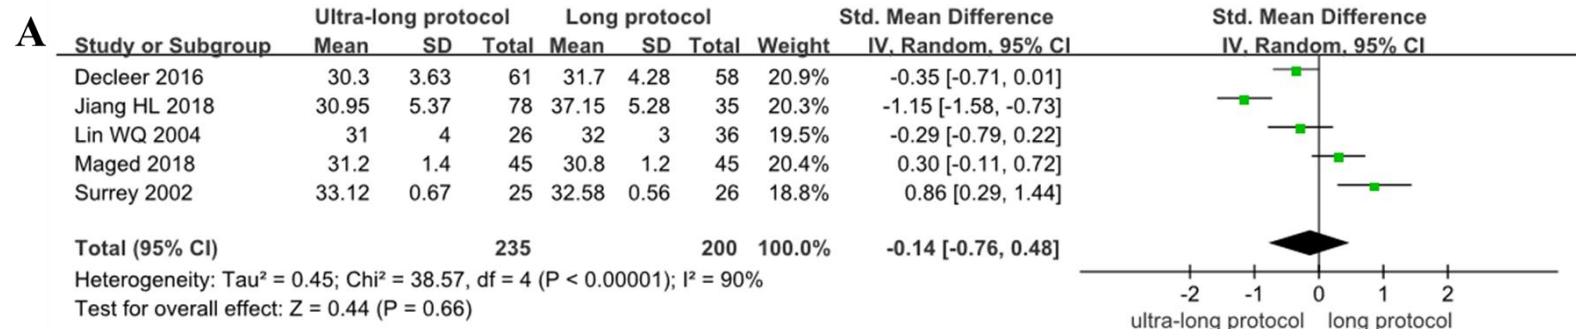 A
Ultra-long protocol Long protocol Std. Mean Difference Std. Mean Difference
Study or Subgroup Mean SD Total Mean SD Total Weight IV, Random, 95% CI IV, Random, 95% CI
Decleer 2016 30.3 3.63 61 31.7 4.28 58 20.9% -0.35 [-0.71, 0.01]
Jiang HL 2018 30.95 5.37 78 37.15 5.28 35 20.3% -1.15 [-1.58, -0.73]
Lin WQ 2004 31 4 26 32 3 36 19.5% -0.29 [-0.79, 0.22]
Maged 2018 31.2 1.4 45 30.8 1.2 45 20.4% 0.30 [-0.11, 0.72]
Surrey 2002 33.12 0.67 25 32.58 0.56 26 18.8% 0.86 [0.29, 1.44]
Total (95% CI) 235 200 100.0% -0.14 [-0.76, 0.48]
Heterogeneity: Tau² = 0.45; Chi² = 38.57, df = 4 (P < 0.00001); I² = 90%
Test for overall effect: Z = 0.44 (P = 0.66)
-2 -1 0 1 2
ultra-long protocol long protocol